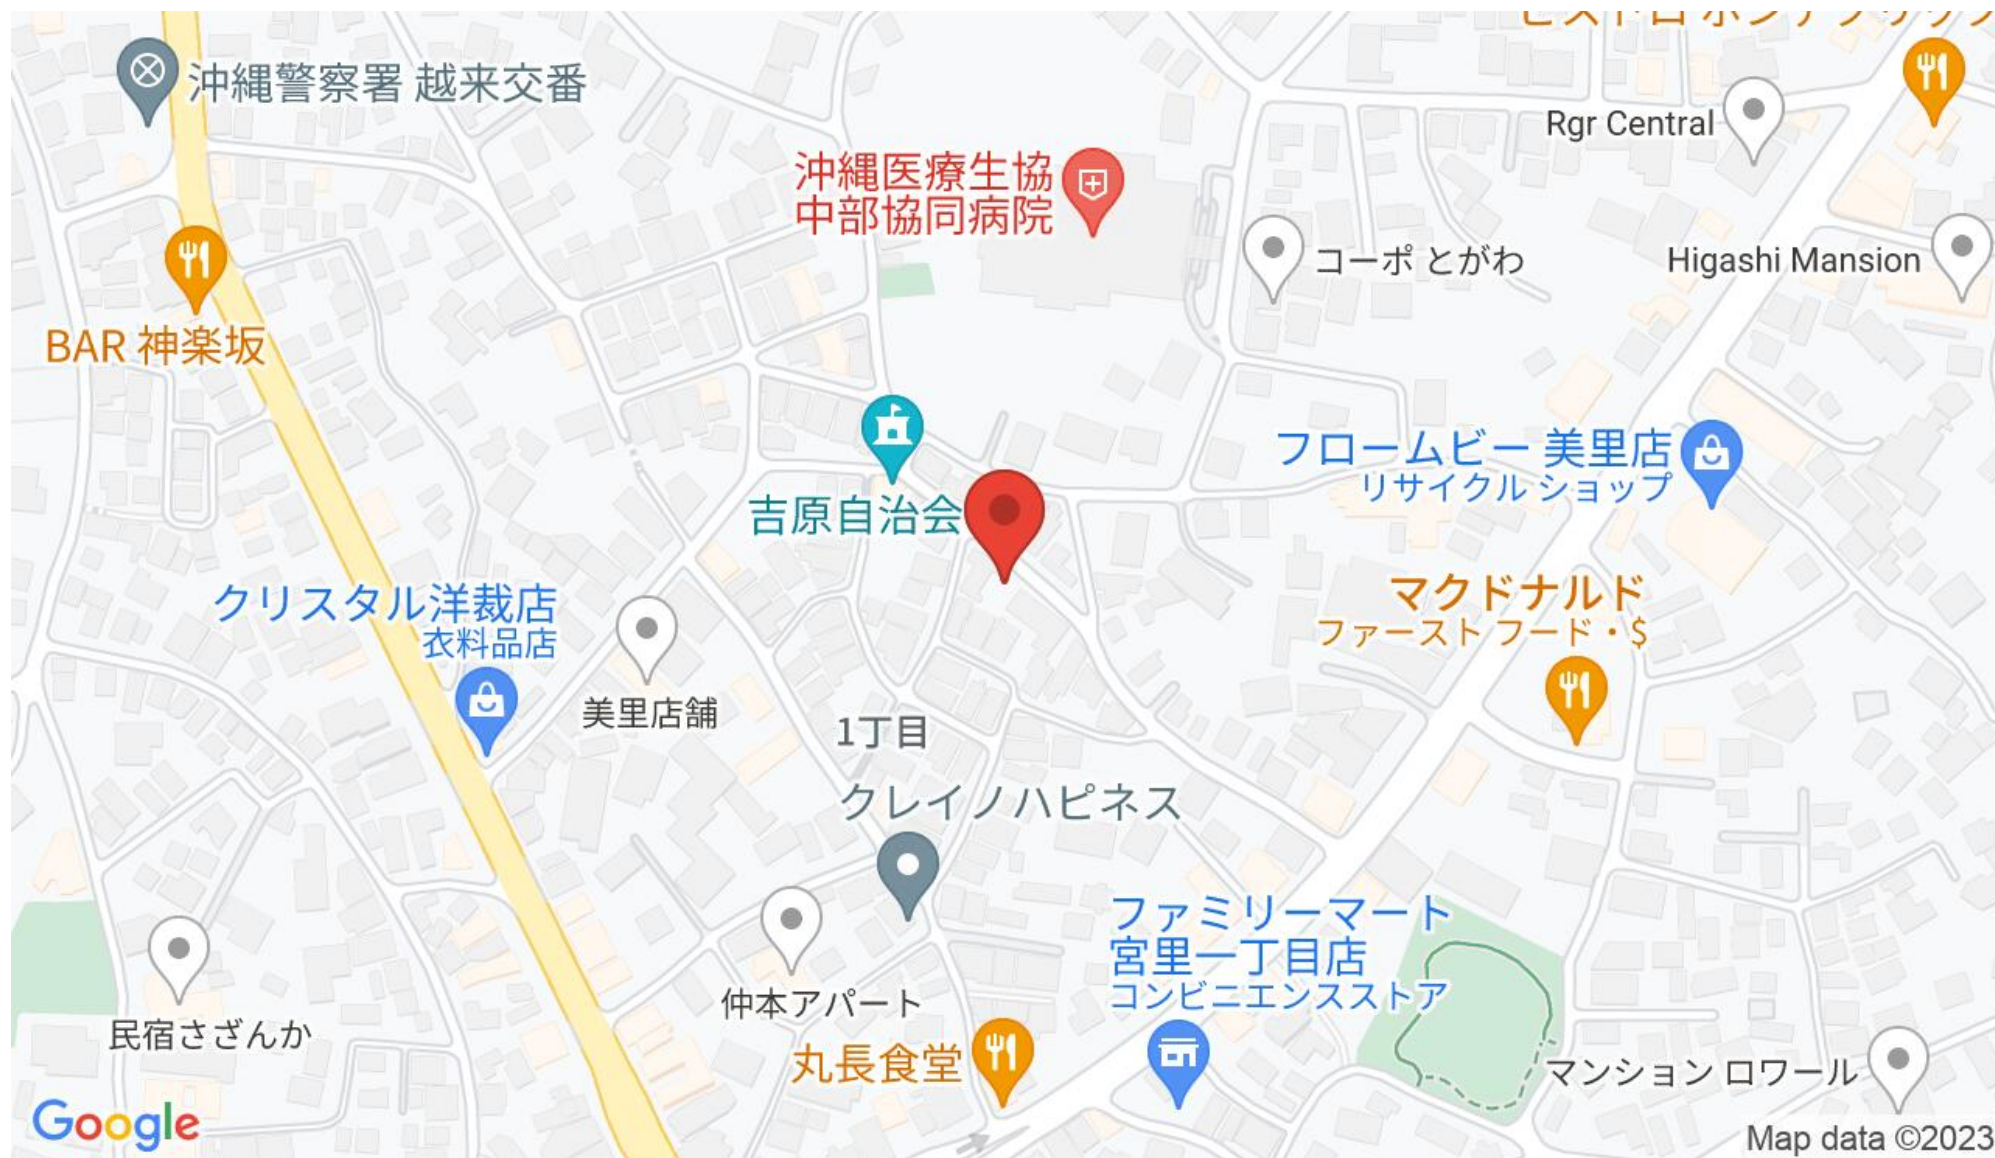 沖縄警察署 越来交番
Rgr Central
沖縄医療生協
中部協同病院
コーポ とがわ
Higashi Mansion
BAR 神楽坂
フロームビー 美里店
リサイクル ショップ
吉原自治会
クリスタル洋裁店
衣料品店
マクドナルド
ファースト フード・$
美里店舗
1丁目
クレイノハピネス
ファミリーマート
宮里一丁目店
コンビニエンスストア
仲本アパート
民宿さざんか
丸長食堂
マンション ロワール
Google
Map data ©2023